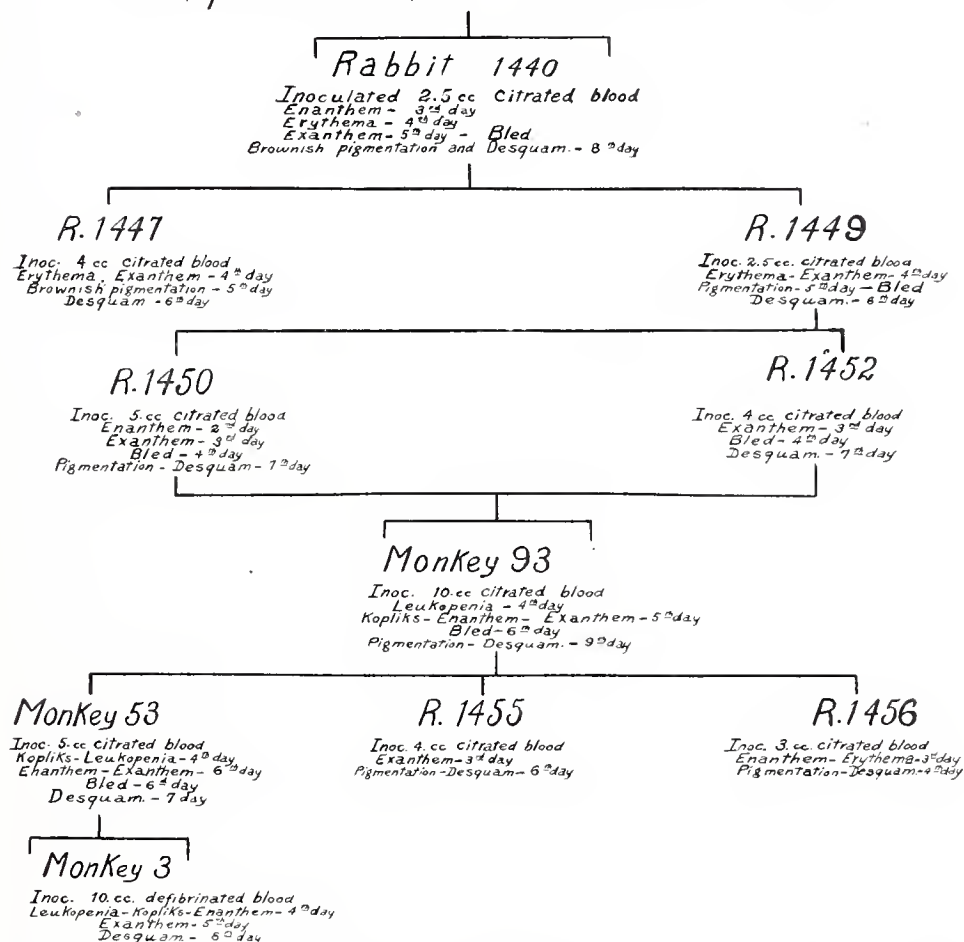 Rabbit 1440
Inoculated 2.5 cc Citrated blood
Enanthem - 3rd day
Erythema - 4th day
Exanthem - 5th day - Bled
Brownish pigmentation and Desquam. - 8th day
R. 1447
Inoc. 4 cc citrated blood
Erythema Exanthem - 4th day
Brownish pigmentation - 5th day
Desquam - 6th day
R. 1449
Inoc. 2.5 cc. citrated blood
Erythema - Exanthem - 4th day
Pigmentation - 5th day - Bled
Desquam. - 6th day
R. 1450
Inoc. 5. cc citrated blood
Enanthem - 2nd day
Exanthem - 3rd day
Bled - 4th day
Pigmentation - Desquam - 7th day
R. 1452
Inoc. 4 cc citrated blood
Exanthem - 3rd day
Bled - 4th day
Desquam. - 7th day
Monkey 93
Inoc. 10. cc citrated blood
Leukopenia - 4th day
Kopliks - Enanthem - Exanthem - 5th day
Bled - 6th day
Pigmentation - Desquam. - 9th day
Monkey 53
Inoc. 5. cc citrated blood
Kopliks - Leukopenia - 4th day
Enanthem - Exanthem - 6th day
Bled - 6th day
Desquam. - 7 day
R. 1455
Inoc. 4. cc citrated blood
Exanthem - 3rd day
Pigmentation - Desquam - 6th day
R. 1456
Inoc. 3. cc. citrated blood
Enanthem - Erythema - 3rd day
Pigmentation - Desquam - 4th day
Monkey 3
Inoc. 10. cc. defibrinated blood
Leukopenia - Kopliks - Enanthem - 4th day
Exanthem - 5th day
Desquam - 6th day